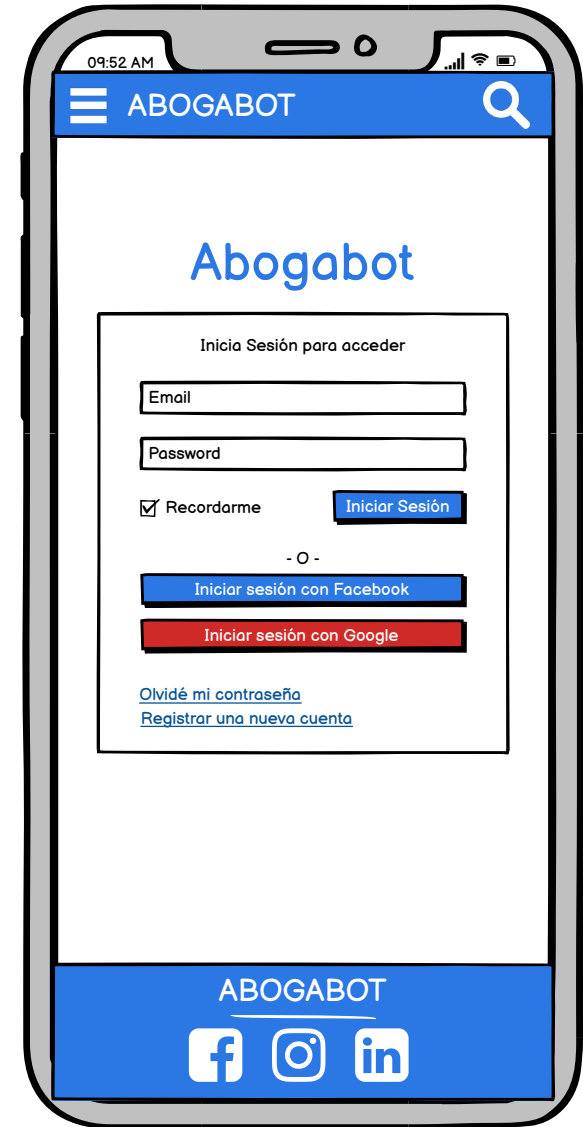 09:52 AM
ABOGABOT
Abogabot
Inicia Sesión para acceder
Email
Password
Recordarme
Iniciar Sesión
- O -
Iniciar sesión con Facebook
Iniciar sesión con Google
Olvidé mi contraseña
Registrar una nueva cuenta
ABOGABOT
f
in